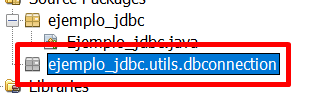 Source Packages
ejemplo_jdbc
Ejemplo_jdbc.java
ejemplo_jdbc.utils.dbconnection
Libraries